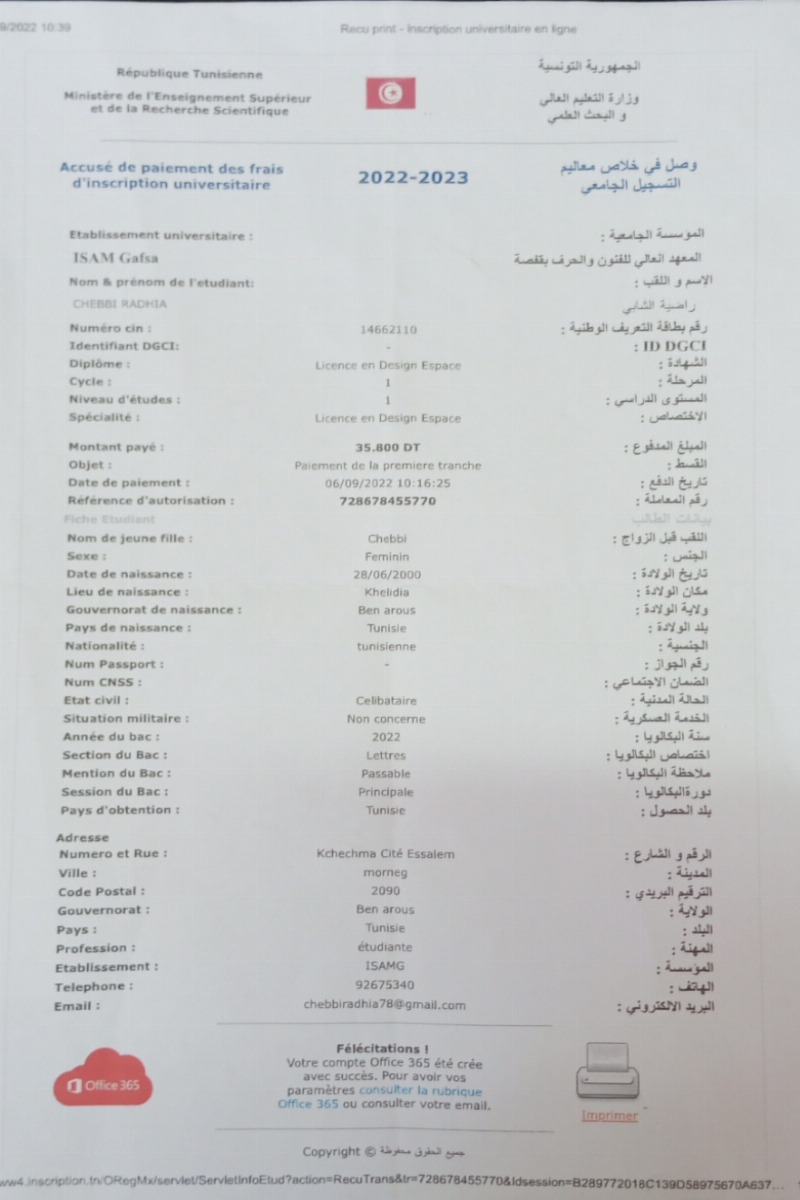 9/2022 10:39 Recu print - Inscription universitaire en ligne
République Tunisienne الجمهورية التونسية
Ministère de l'Enseignement Supérieur وزارة التعليم العالي
et de la Recherche Scientifique و البحث العلمي
Accusé de paiement des frais 2022-2023 وصل في خلاص معاليم
d'inscription universitaire التسجيل الجامعي
Etablissement universitaire : المؤسسة الجامعية :
ISAM Gafsa المعهد العالي للفنون والحرف بقفصة
Nom & prénom de l'etudiant: الاسم و اللقب :
CHEBBI RADHIA راضية الشابي
Numéro cin : 14662110 رقم بطاقة التعريف الوطنية :
Identifiant DGCI: - ID DGCI :
Diplôme : Licence en Design Espace الشهادة :
Cycle : 1 المرحلة :
Niveau d'études : 1 المستوى الدراسي :
Spécialité : Licence en Design Espace الاختصاص :
Montant payé : 35.800 DT المبلغ المدفوع :
Objet : Paiement de la premiere tranche القسط :
Date de paiement : 06/09/2022 10:16:25 تاريخ الدفع :
Référence d'autorisation : 728678455770 رقم المعاملة :
Fiche Etudiant بيانات الطالب
Nom de jeune fille : Chebbi اللقب قبل الزواج :
Sexe : Feminin الجنس :
Date de naissance : 28/06/2000 تاريخ الولادة :
Lieu de naissance : Khelidia مكان الولادة :
Gouvernorat de naissance : Ben arous ولاية الولادة :
Pays de naissance : Tunisie بلد الولادة :
Nationalité : tunisienne الجنسية :
Num Passport : - رقم الجواز :
Num CNSS : الضمان الاجتماعي :
Etat civil : Celibataire الحالة المدنية :
Situation militaire : Non concerne الخدمة العسكرية :
Année du bac : 2022 سنة البكالويا :
Section du Bac : Lettres اختصاص البكالويا :
Mention du Bac : Passable ملاحظة البكالويا :
Session du Bac : Principale دورةالبكالويا :
Pays d'obtention : Tunisie بلد الحصول :
Adresse
Numero et Rue : Kchechma Cité Essalem الرقم و الشارع :
Ville : morneg المدينة :
Code Postal : 2090 الترقيم البريدي :
Gouvernorat : Ben arous الولاية :
Pays : Tunisie البلد :
Profession : étudiante المهنة :
Etablissement : ISAMG المؤسسة :
Telephone : 92675340 الهاتف :
Email : chebbiradhia78@gmail.com البريد الالكتروني :
Félécitations !
Votre compte Office 365 été crée
avec succès. Pour avoir vos
paramètres consulter la rubrique
Office 365 ou consulter votre email.
Office 365
Imprimer
Copyright © جميع الحقوق محفوظة
ww4.inscription.tn/ORegMx/servlet/ServletInfoEtud?action=RecuTrans&tr=728678455770&Idsession=B289772018C139D58975670A637...